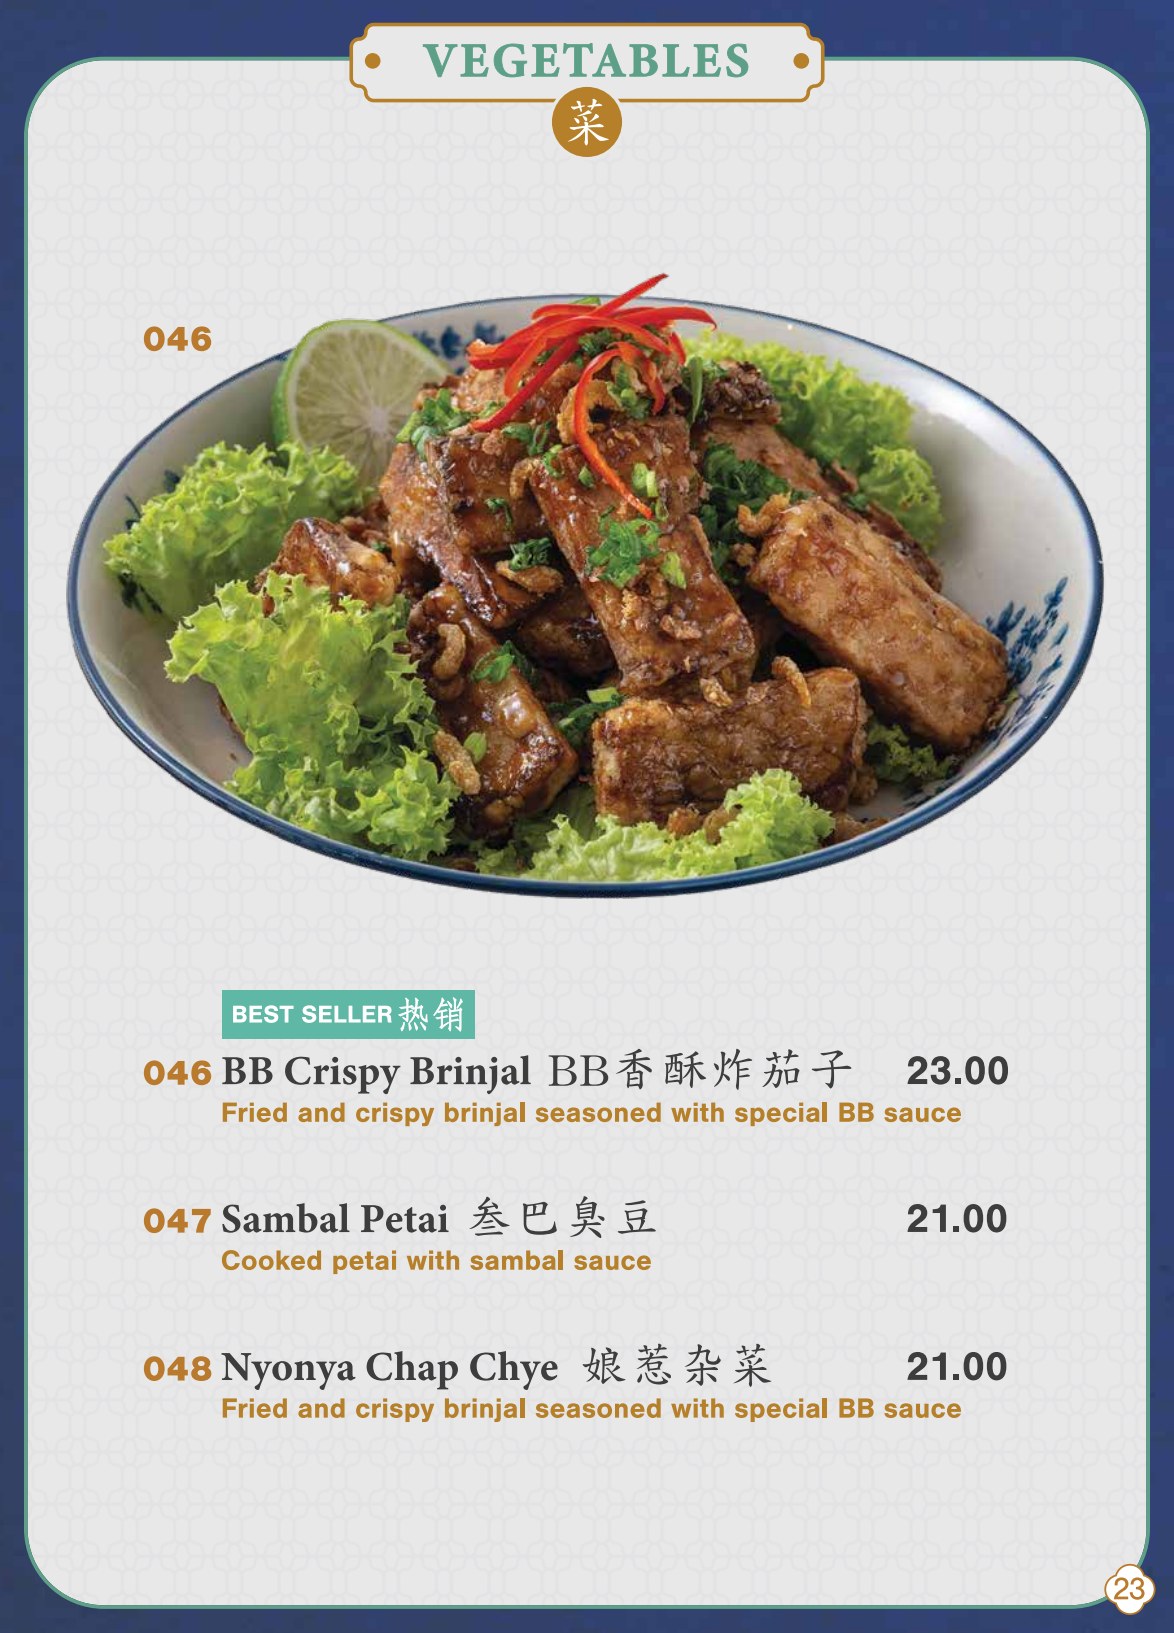 VEGETABLES
菜
046
BEST SELLER 热销
046 BB Crispy Brinjal BB香酥炸茄子 23.00
Fried and crispy brinjal seasoned with special BB sauce
047 Sambal Petai 叁巴臭豆 21.00
Cooked petai with sambal sauce
048 Nyonya Chap Chye 娘惹杂菜 21.00
Fried and crispy brinjal seasoned with special BB sauce
23